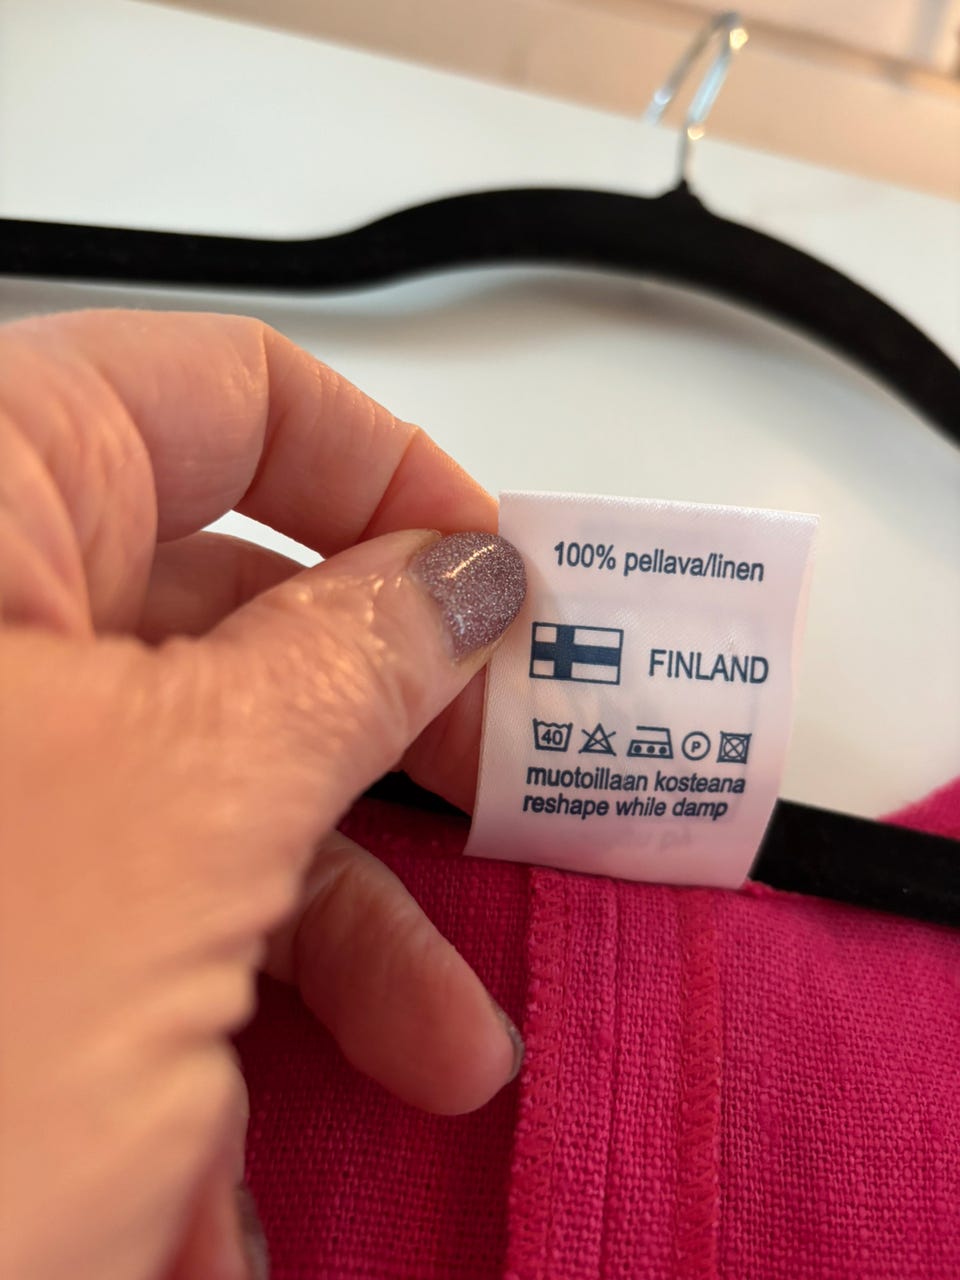 100% pellava/linen
FINLAND
40 P
muotoillaan kosteana
reshape while damp